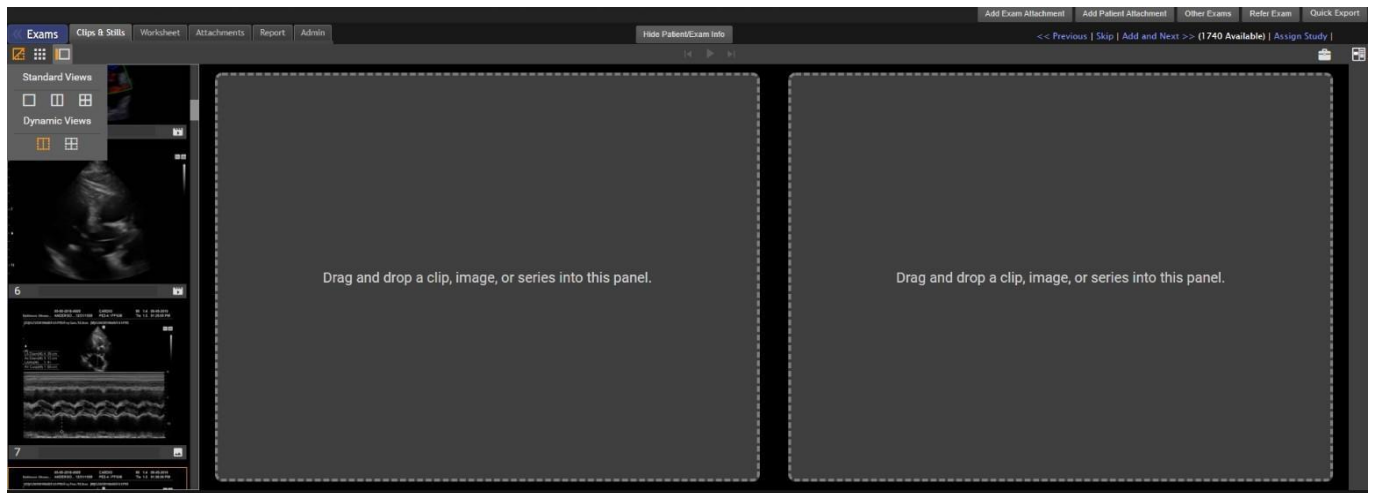 Add Exam Attachment Add Patient Attachment Other Exams Refer Exam Quick Export
<< Exams Clips & Stills Worksheet Attachments Report Admin Hide Patient/Exam Info << Previous | Skip | Add and Next >> (1740 Available) | Assign Study |
Standard Views
Dynamic Views
6
7
Drag and drop a clip, image, or series into this panel.
Drag and drop a clip, image, or series into this panel.